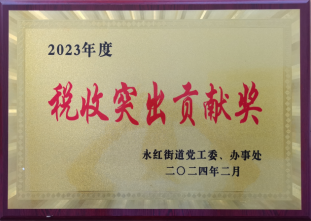 2023年度
税收突出贡献奖
永红街道党工委、办事处
二〇二四年二月